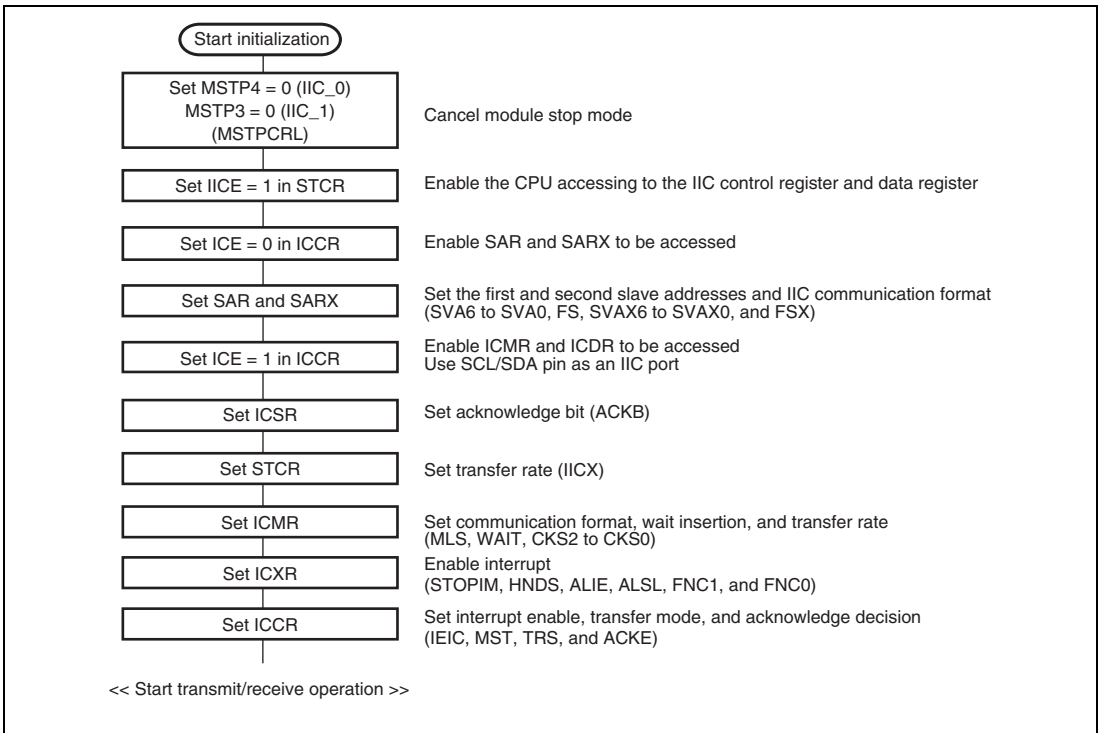 Start initialization
Set MSTP4 = 0 (IIC_0)
MSTP3 = 0 (IIC_1)
(MSTPCRL)
Cancel module stop mode
Set IICE = 1 in STCR
Enable the CPU accessing to the IIC control register and data register
Set ICE = 0 in ICCR
Enable SAR and SARX to be accessed
Set SAR and SARX
Set the first and second slave addresses and IIC communication format
(SVA6 to SVA0, FS, SVAX6 to SVAX0, and FSX)
Set ICE = 1 in ICCR
Enable ICMR and ICDR to be accessed
Use SCL/SDA pin as an IIC port
Set ICSR
Set acknowledge bit (ACKB)
Set STCR
Set transfer rate (IICX)
Set ICMR
Set communication format, wait insertion, and transfer rate
(MLS, WAIT, CKS2 to CKS0)
Set ICXR
Enable interrupt
(STOPIM, HNDS, ALIE, ALSL, FNC1, and FNC0)
Set ICCR
Set interrupt enable, transfer mode, and acknowledge decision
(IEIC, MST, TRS, and ACKE)
<< Start transmit/receive operation >>